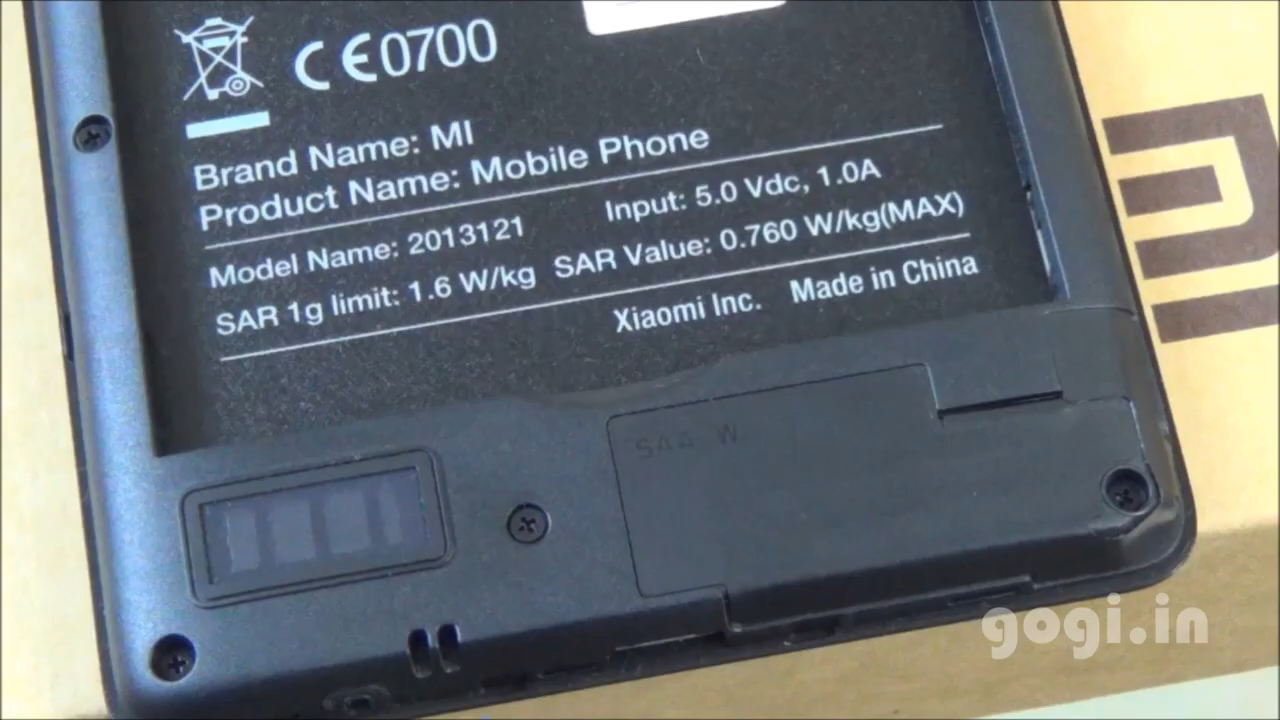 CE0700
Brand Name: MI
Product Name: Mobile Phone
Model Name: 2013121 Input: 5.0 Vdc, 1.0A
SAR 1g limit: 1.6 W/kg SAR Value: 0.760 W/kg(MAX)
Xiaomi Inc. Made in China
SAA W
gogi.in